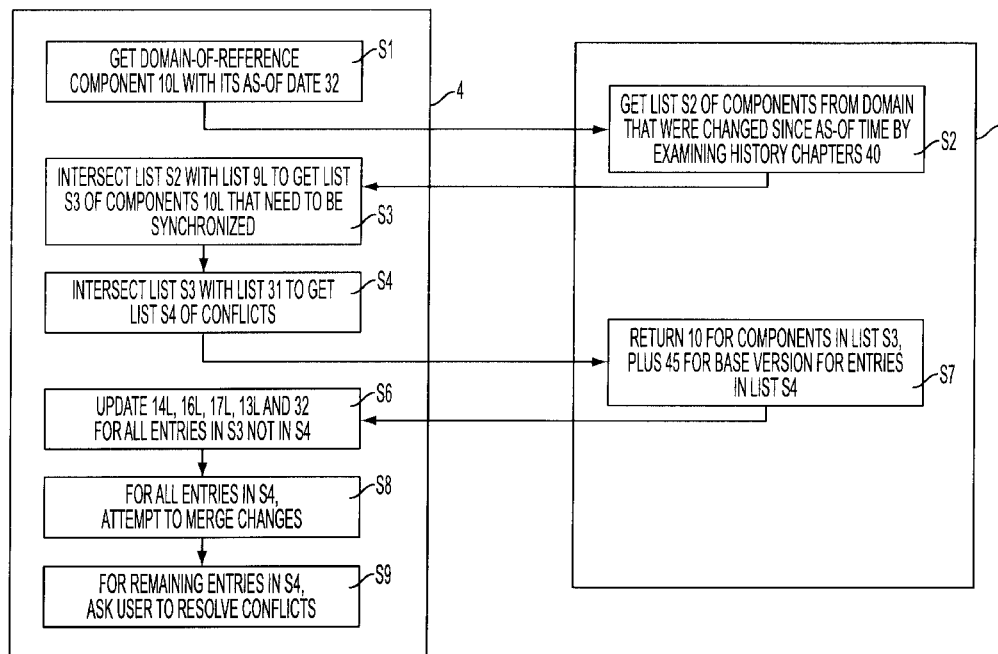 GET DOMAIN-OF-REFERENCE
COMPONENT 10L WITH ITS AS-OF DATE 32
S1
4
GET LIST S2 OF COMPONENTS FROM DOMAIN
THAT WERE CHANGED SINCE AS-OF TIME BY
EXAMINING HISTORY CHAPTERS 40
S2
INTERSECT LIST S2 WITH LIST 9L TO GET LIST
S3 OF COMPONENTS 10L THAT NEED TO BE
SYNCHRONIZED
S3
INTERSECT LIST S3 WITH LIST 31 TO GET
LIST S4 OF CONFLICTS
S4
RETURN 10 FOR COMPONENTS IN LIST S3,
PLUS 45 FOR BASE VERSION FOR ENTRIES
IN LIST S4
S7
UPDATE 14L, 16L, 17L, 13L AND 32
FOR ALL ENTRIES IN S3 NOT IN S4
S6
FOR ALL ENTRIES IN S4,
ATTEMPT TO MERGE CHANGES
S8
FOR REMAINING ENTRIES IN S4,
ASK USER TO RESOLVE CONFLICTS
S9